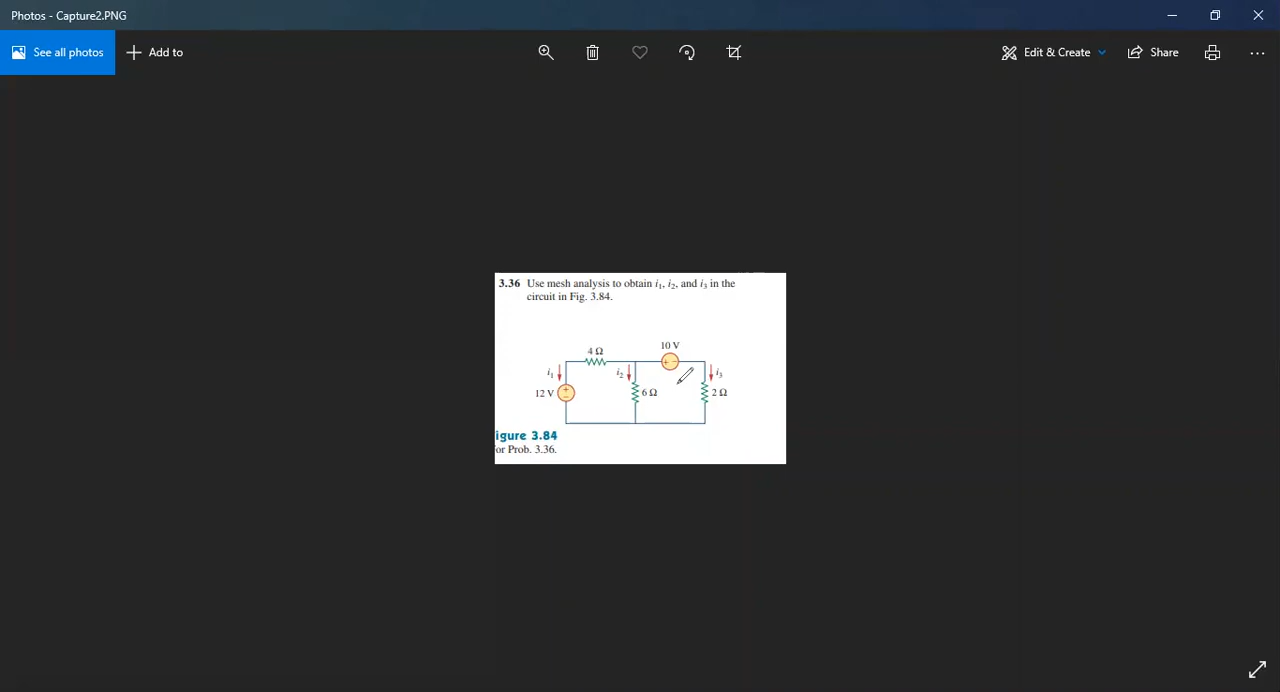 Photos - Capture2.PNG
See all photos
Add to
Edit & Create
Share
3.36 Use mesh analysis to obtain i1, i2, and i3 in the
circuit in Fig. 3.84.
4 Ω
10 V
i1
i2
i3
12 V
6 Ω
2 Ω
igure 3.84
or Prob. 3.36.